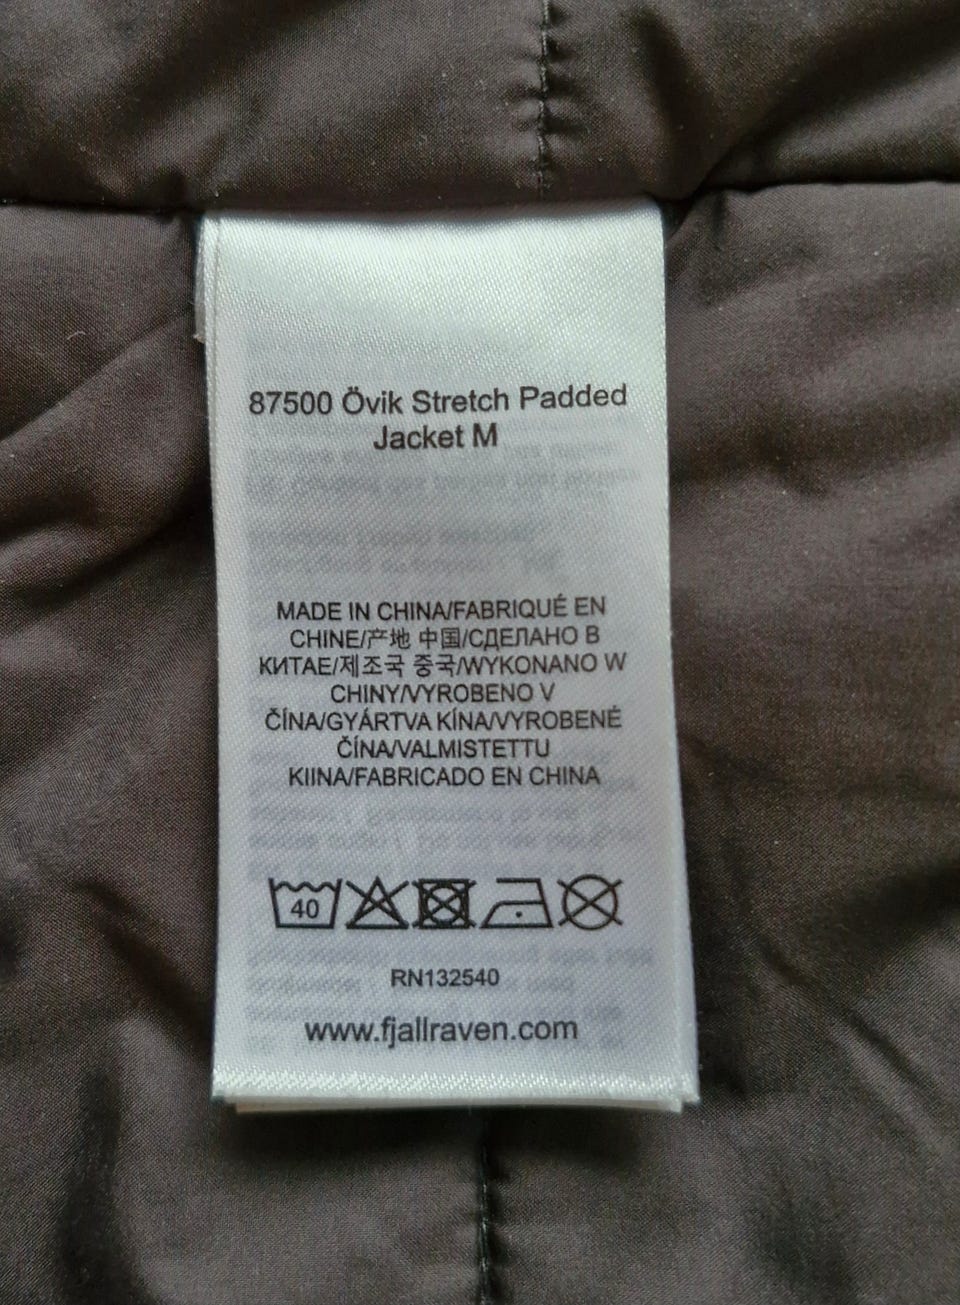 87500 Övik Stretch Padded
Jacket M
MADE IN CHINA/FABRIQUÉ EN
CHINE/产地 中国/СДЕЛАНО В
КИТАЕ/제조국 중국/WYKONANO W
CHINY/VYROBENO V
ČÍNA/GYÁRTVA KÍNA/VYROBENÉ
ČÍNA/VALMISTETTU
KIINA/FABRICADO EN CHINA
40
RN132540
www.fjallraven.com